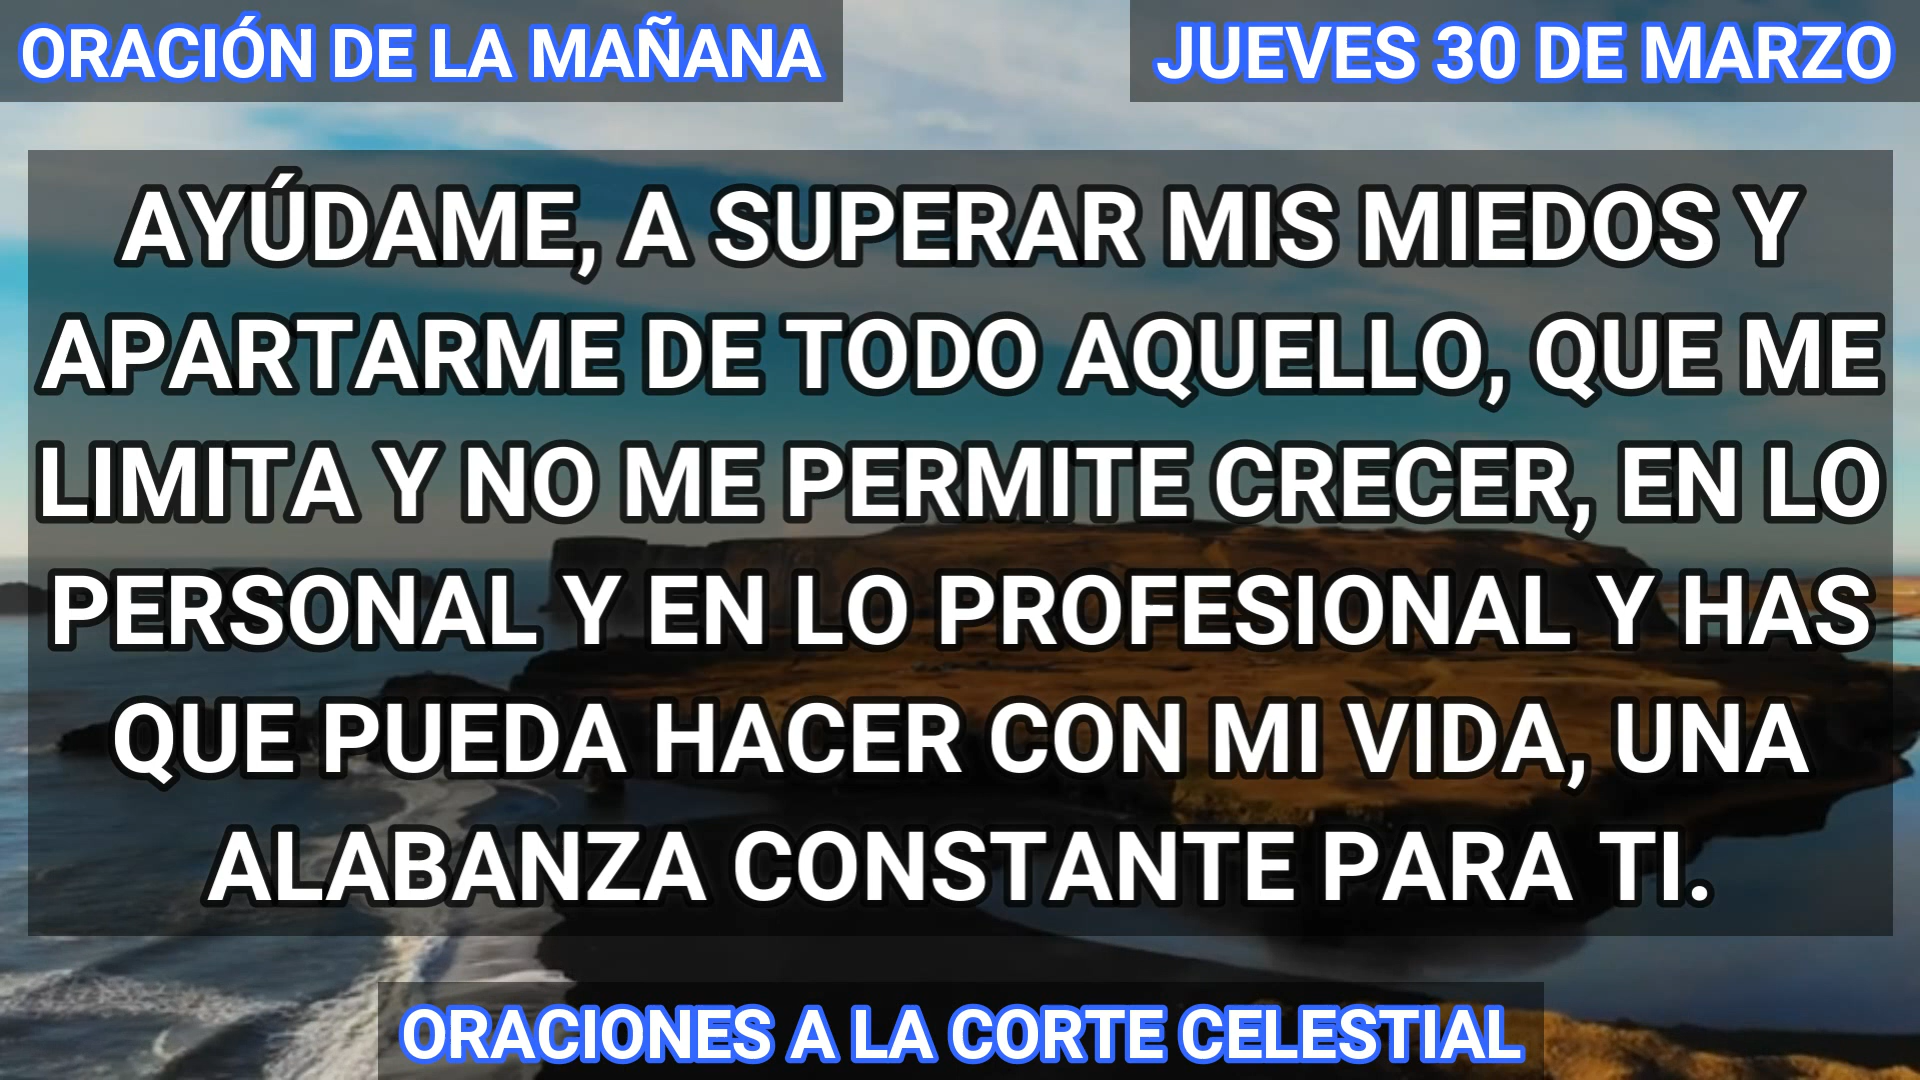 ORACIÓN DE LA MAÑANA
JUEVES 30 DE MARZO
AYÚDAME, A SUPERAR MIS MIEDOS Y
APARTARME DE TODO AQUELLO, QUE ME
LIMITA Y NO ME PERMITE CRECER, EN LO
PERSONAL Y EN LO PROFESIONAL Y HAS
QUE PUEDA HACER CON MI VIDA, UNA
ALABANZA CONSTANTE PARA TI.
ORACIONES A LA CORTE CELESTIAL